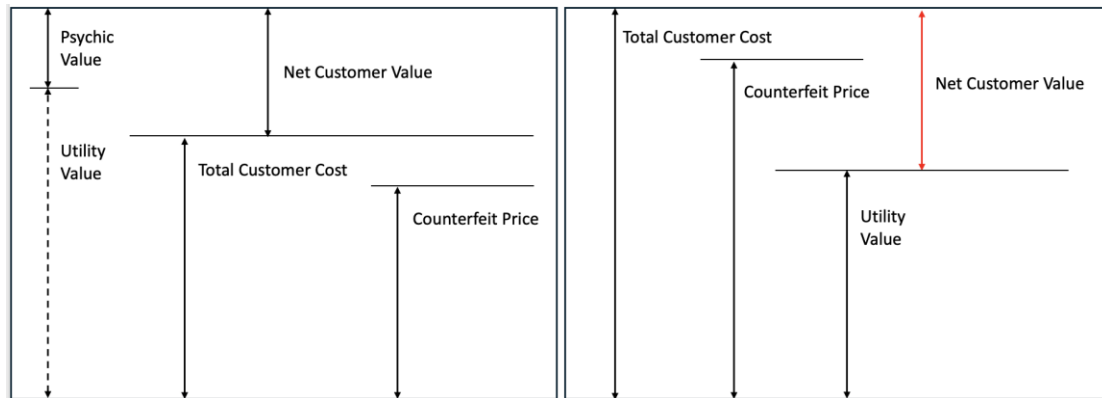 Psychic
Value
Net Customer Value
Utility
Value
Total Customer Cost
Counterfeit Price
Total Customer Cost
Counterfeit Price
Net Customer Value
Utility
Value